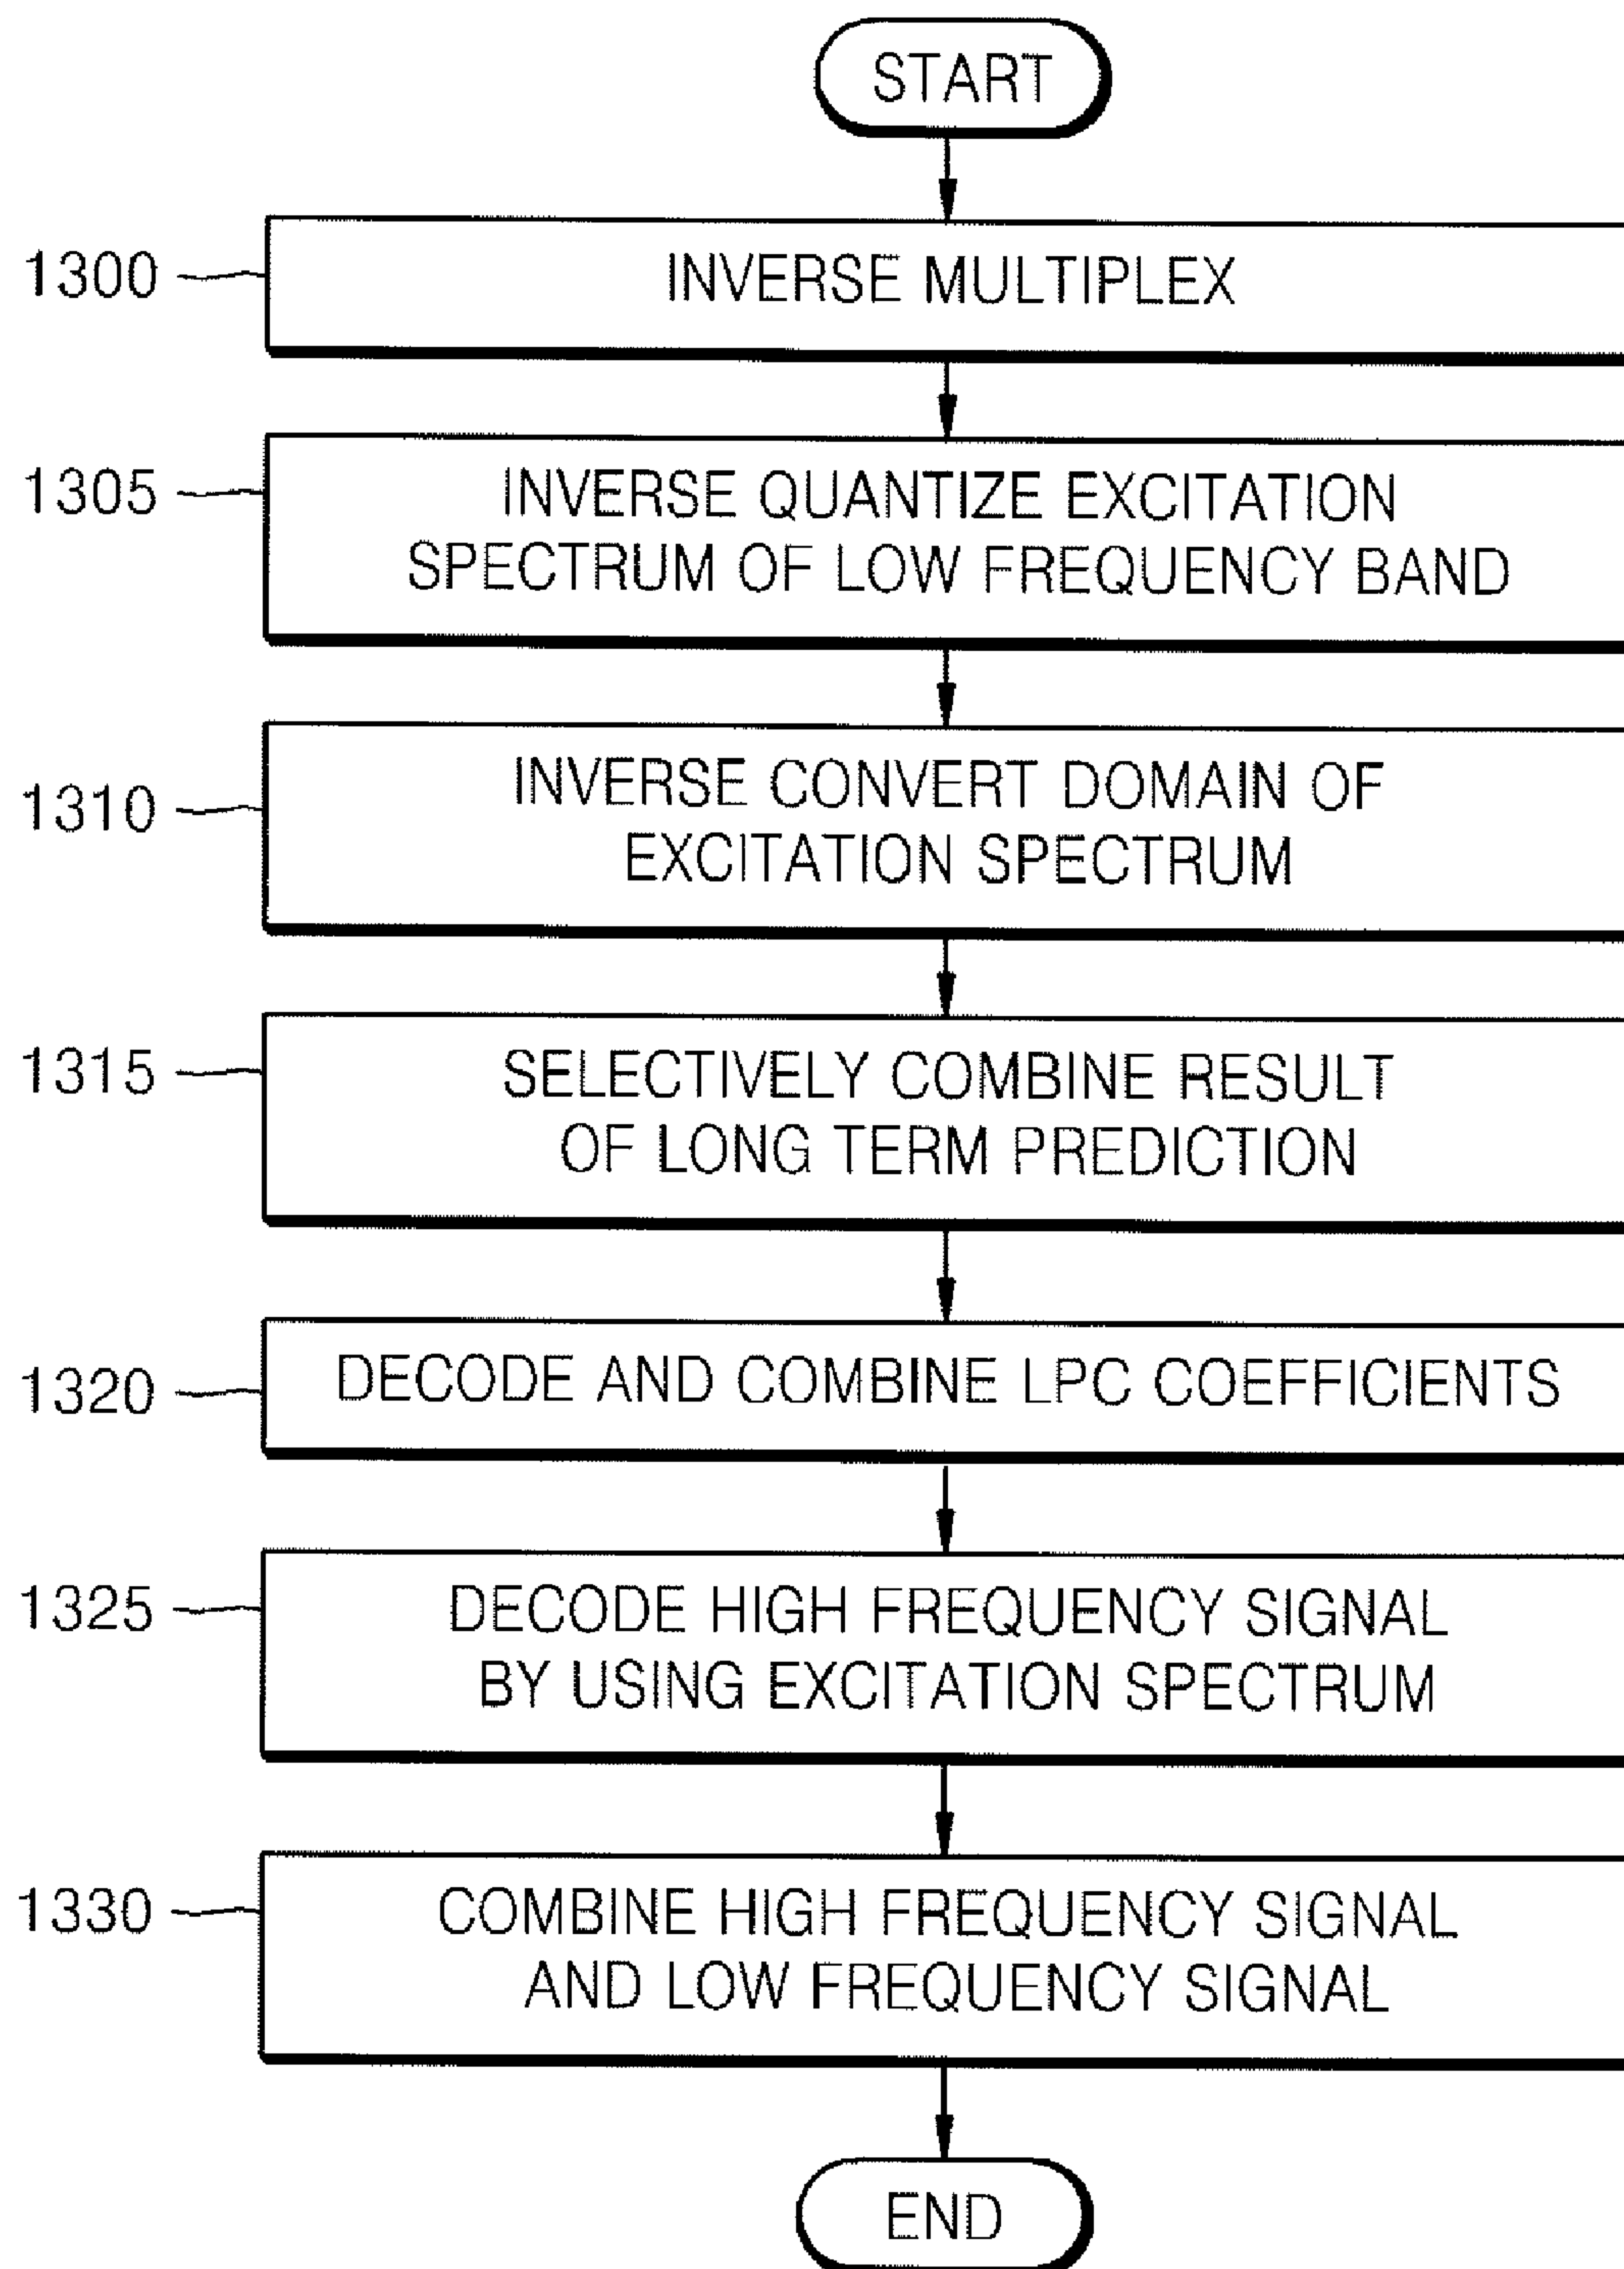 START
1300
INVERSE MULTIPLEX
1305
INVERSE QUANTIZE EXCITATION
SPECTRUM OF LOW FREQUENCY BAND
1310
INVERSE CONVERT DOMAIN OF
EXCITATION SPECTRUM
1315
SELECTIVELY COMBINE RESULT
OF LONG TERM PREDICTION
1320
DECODE AND COMBINE LPC COEFFICIENTS
1325
DECODE HIGH FREQUENCY SIGNAL
BY USING EXCITATION SPECTRUM
1330
COMBINE HIGH FREQUENCY SIGNAL
AND LOW FREQUENCY SIGNAL
END